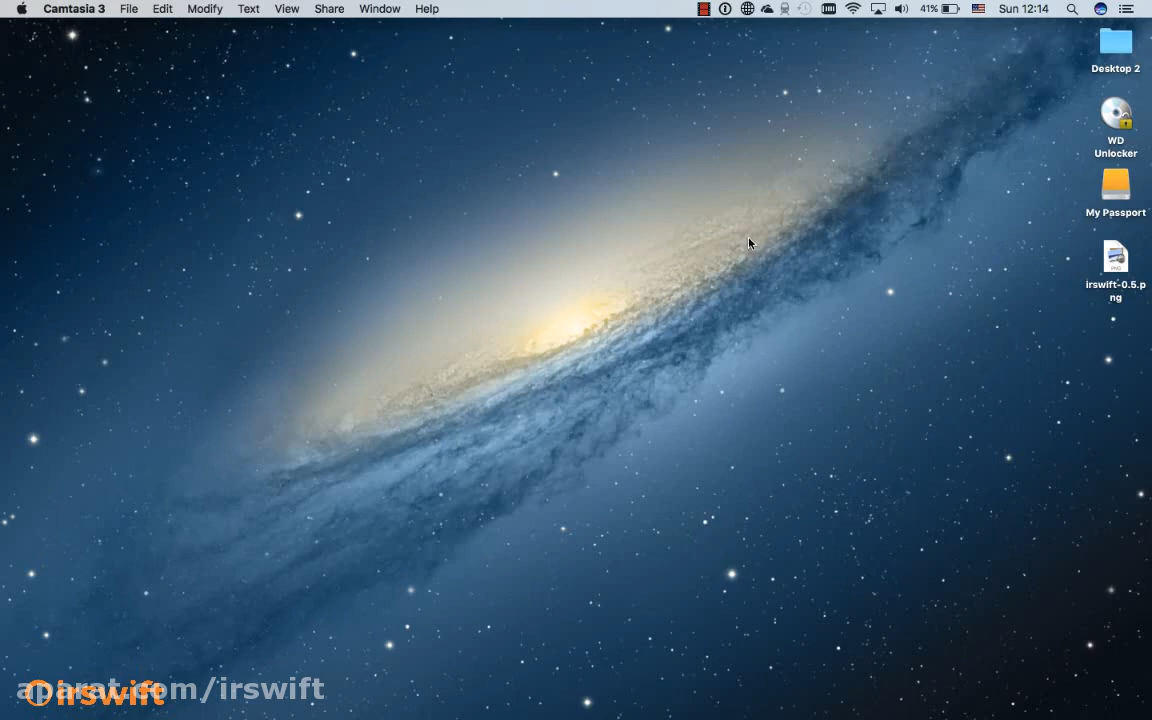 Camtasia 3 File Edit Modify Text View Share Window Help 41% Sun 12:14
Desktop 2
WD
Unlocker
My Passport
PNG
irswift-0.5.p
ng
aparat.com/irswift
irswift